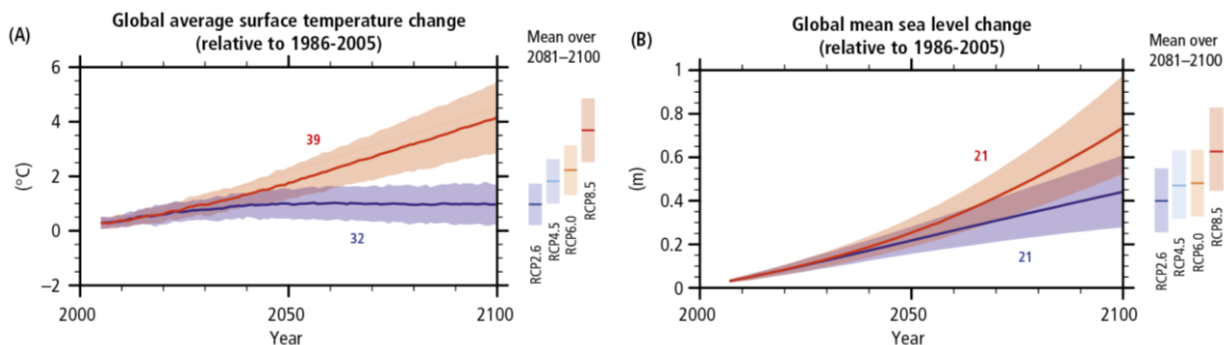 (A)
Global average surface temperature change
(relative to 1986-2005)
Mean over
2081–2100
6
4
2
0
−2
(°C)
39
32
2000
2050
2100
Year
RCP2.6
RCP4.5
RCP6.0
RCP8.5
(B)
Global mean sea level change
(relative to 1986-2005)
Mean over
2081–2100
1
0.8
0.6
0.4
0.2
0
(m)
21
21
2000
2050
2100
Year
RCP2.6
RCP4.5
RCP6.0
RCP8.5